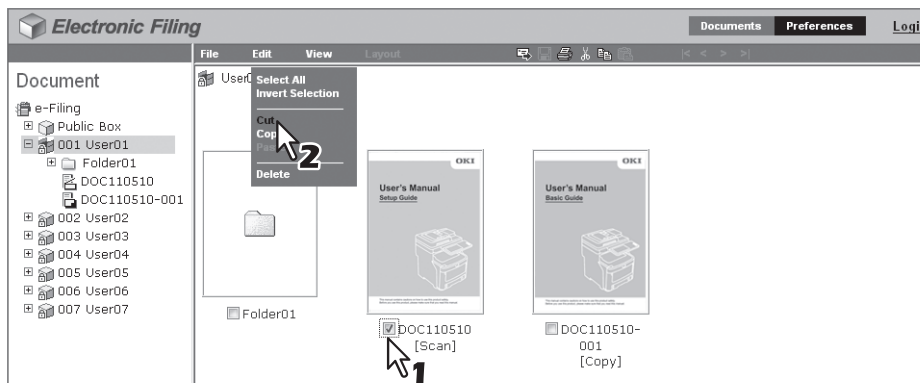 Electronic Filing
Documents Preferences
File Edit View Layout
Document
e-Filing
Public Box
001 User01
Folder01
DOC110510
DOC110510-001
002 User02
003 User03
004 User04
005 User05
006 User06
007 User07
Select All
Invert Selection
Cut
Delete
2
Folder01
OKI
User's Manual
Setup Guide
DOC110510
[Scan]
1
OKI
User's Manual
Basic Guide
DOC110510-
001
[Copy]